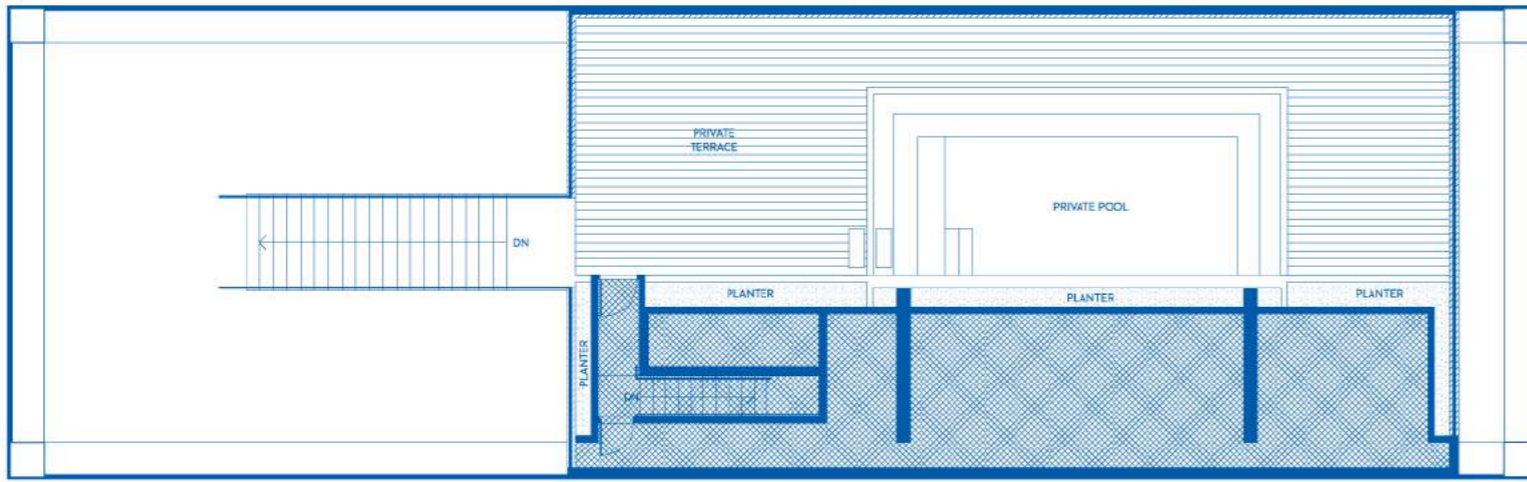 PRIVATE
TERRACE
PRIVATE POOL
DN
PLANTER
PLANTER
PLANTER
PLANTER
DN